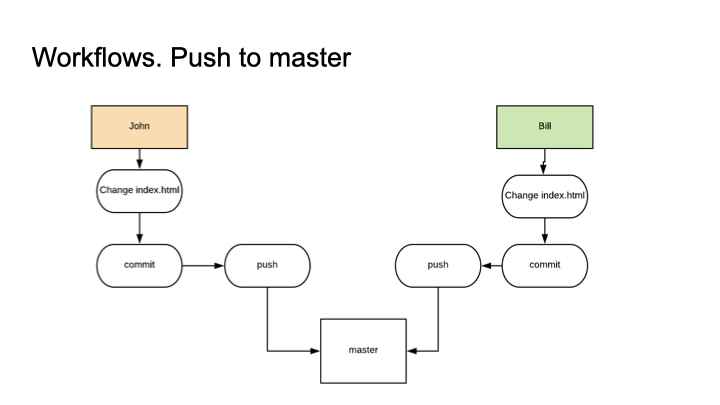 Workflows. Push to master
John
Bill
Change index.html
Change index.html
commit
push
push
commit
master